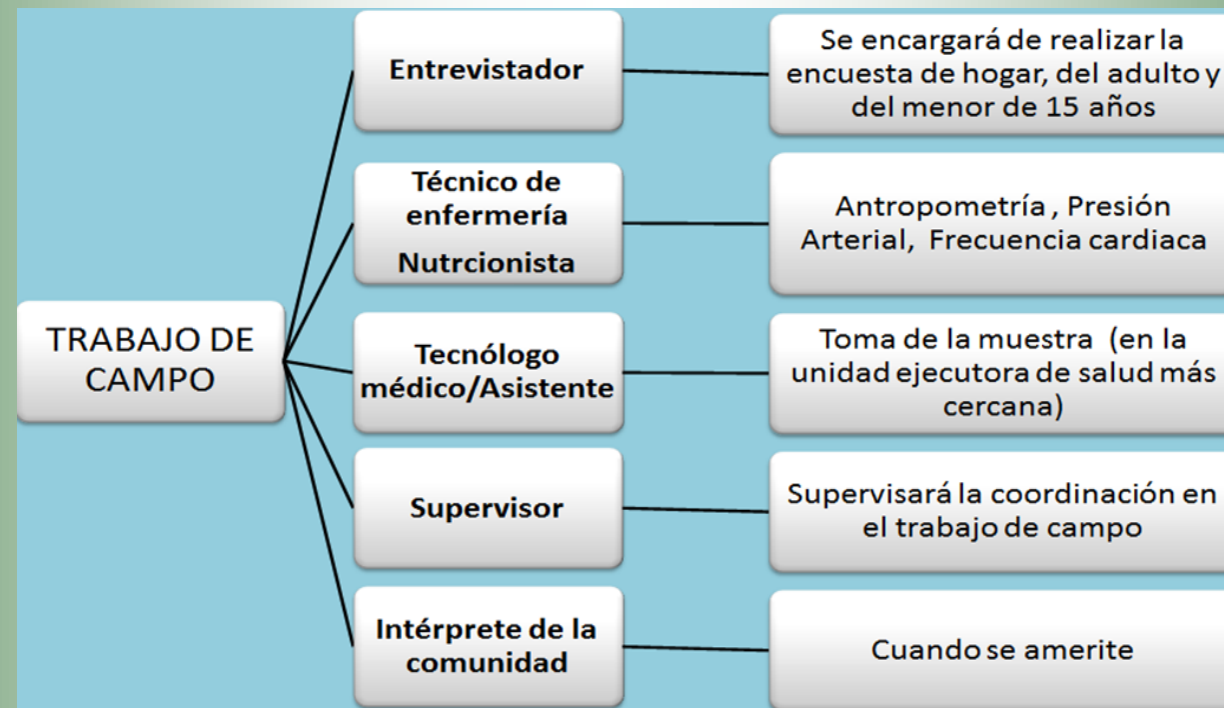 TRABAJO DE
CAMPO
Entrevistador
Se encargará de realizar la
encuesta de hogar, del adulto y
del menor de 15 años
Técnico de
enfermería
Nutrcionista
Antropometría , Presión
Arterial, Frecuencia cardiaca
Tecnólogo
médico/Asistente
Toma de la muestra (en la
unidad ejecutora de salud más
cercana)
Supervisor
Supervisará la coordinación en
el trabajo de campo
Intérprete de la
comunidad
Cuando se amerite